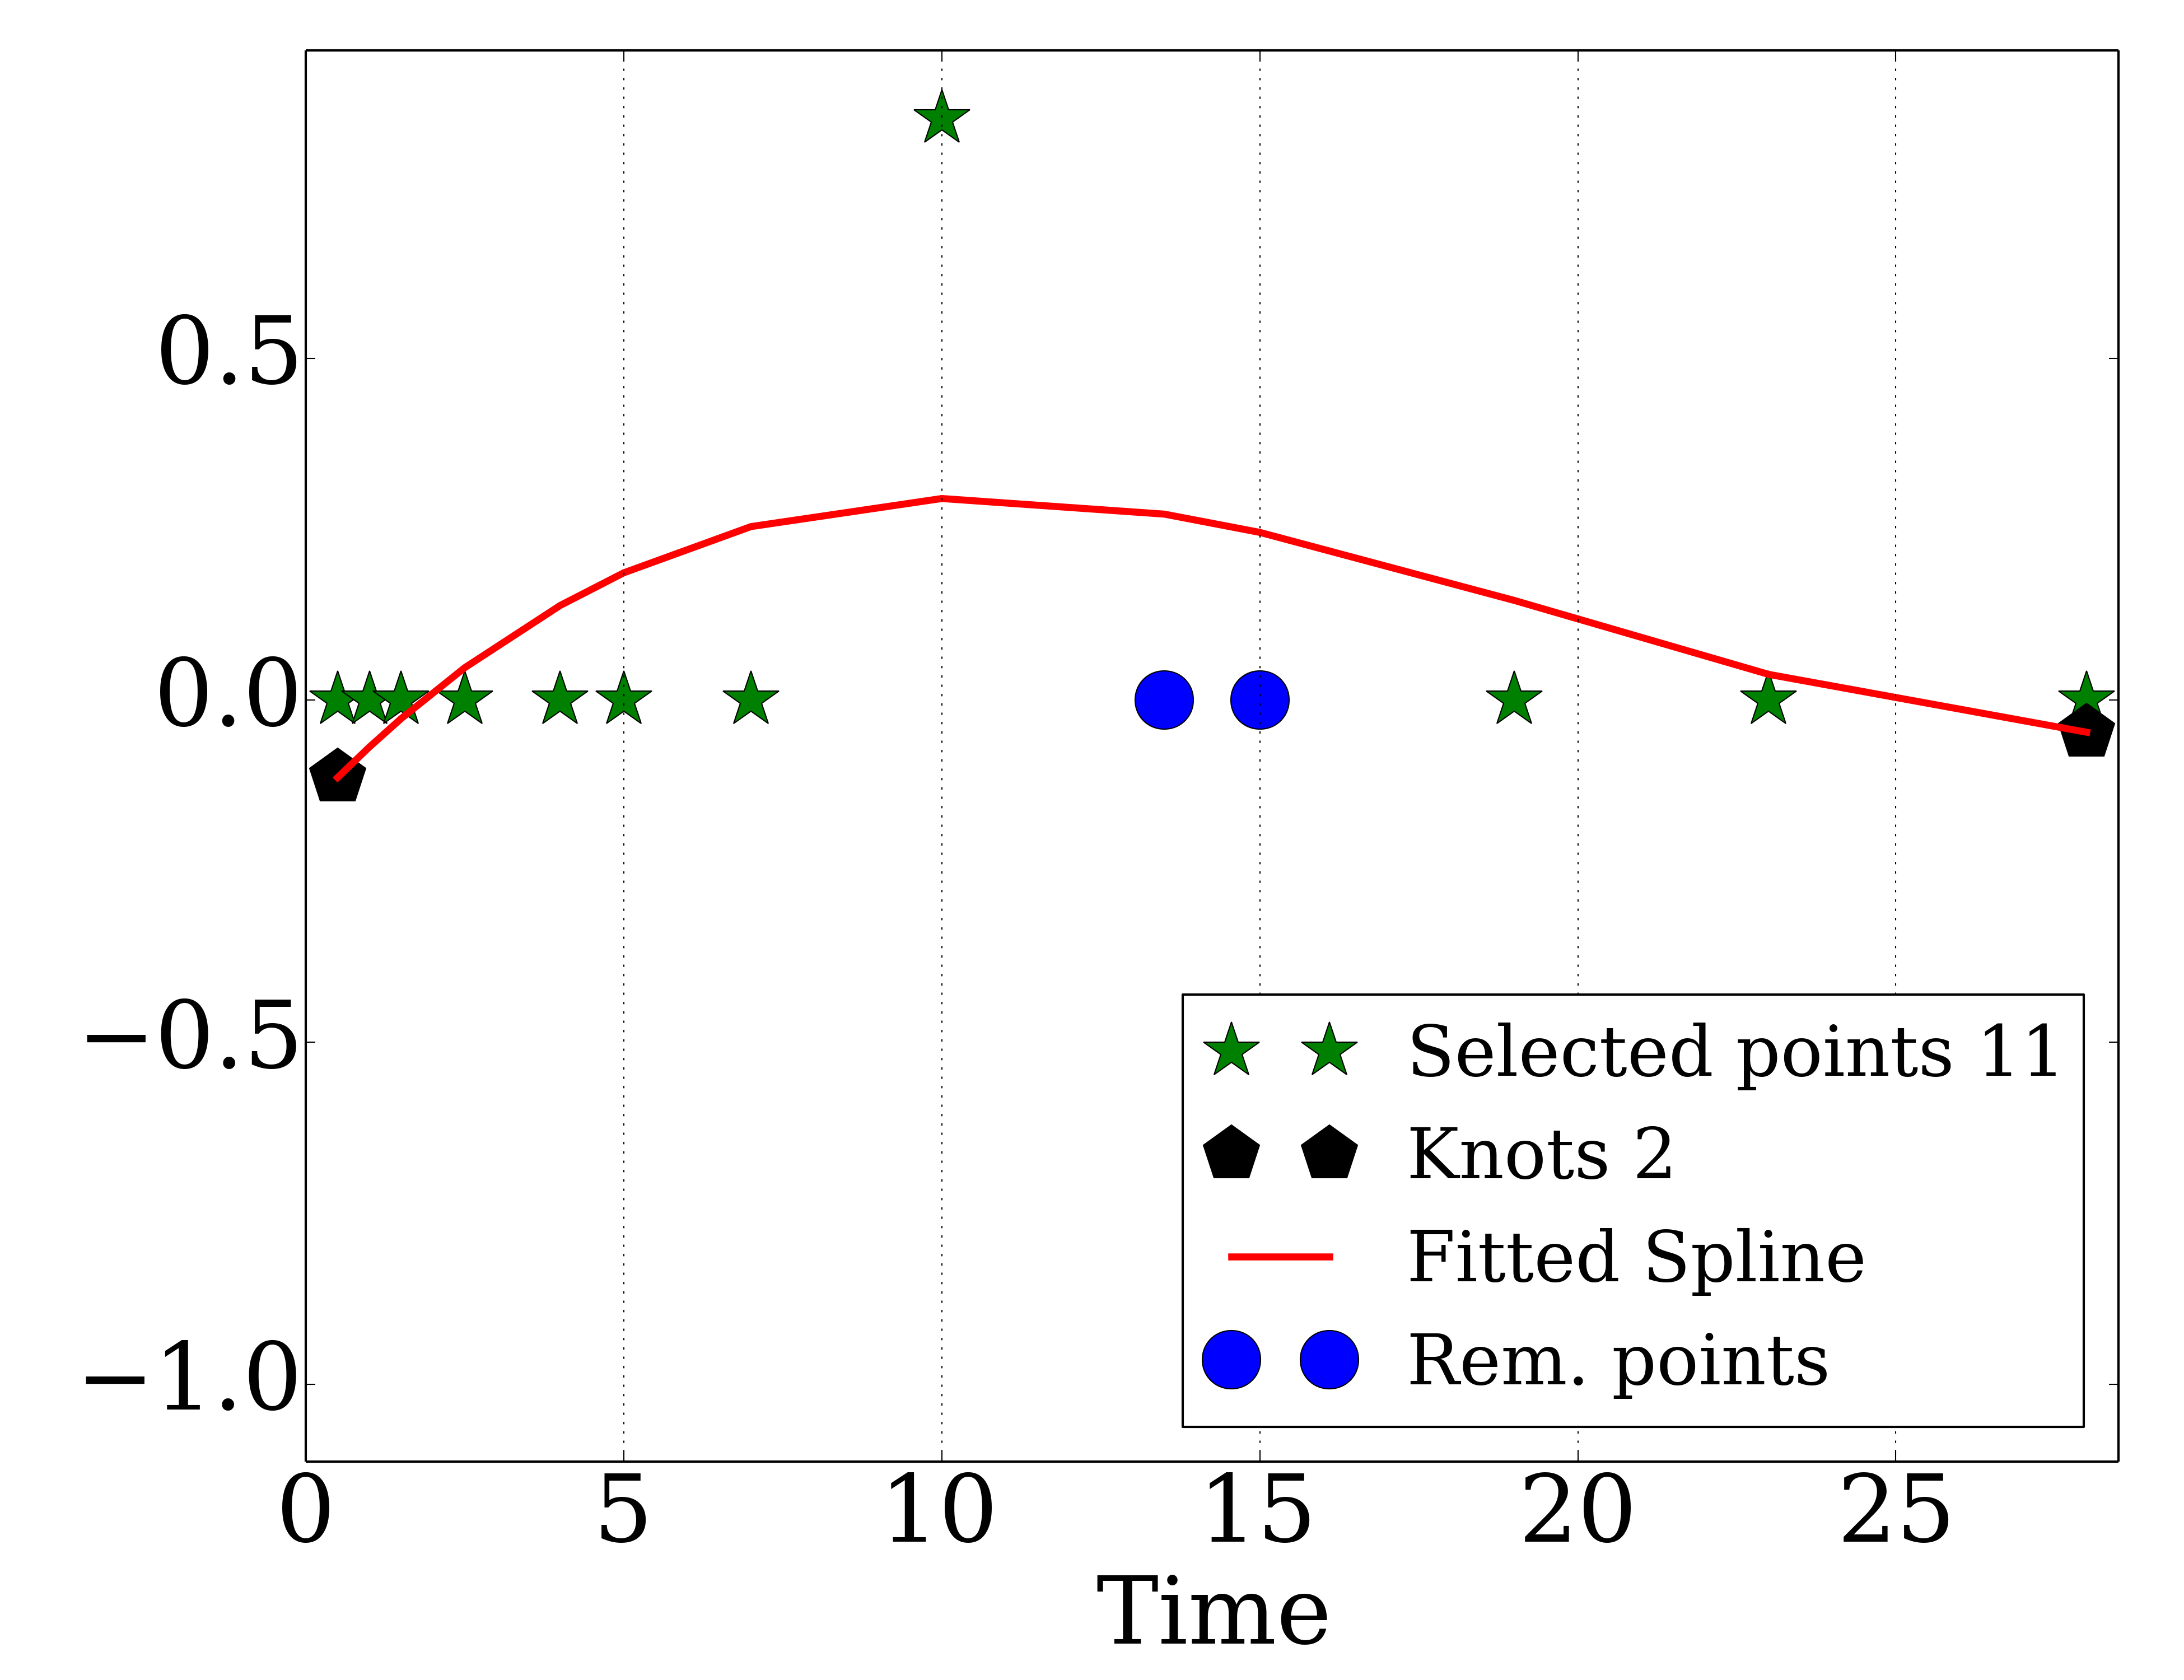 0.5
0.0
−0.5
−1.0
Selected points 11
Knots 2
Fitted Spline
Rem. points
0 5 10 15 20 25
Time